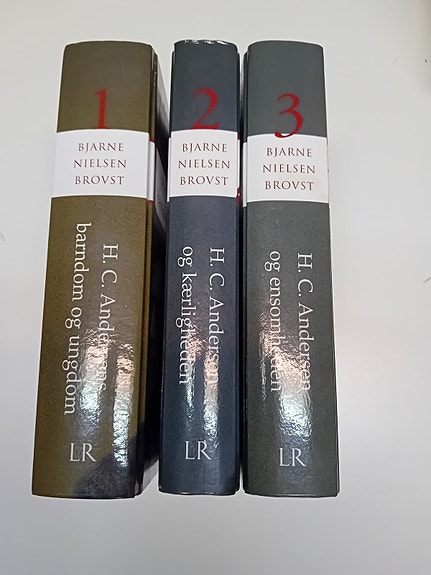 1
BJARNE
NIELSEN
BROVST
H. C. Andersens
barndom og ungdom
LR
2
BJARNE
NIELSEN
BROVST
H. C. Andersen
og kærligheden
LR
3
BJARNE
NIELSEN
BROVST
H. C. Andersen
og ensomheden
LR